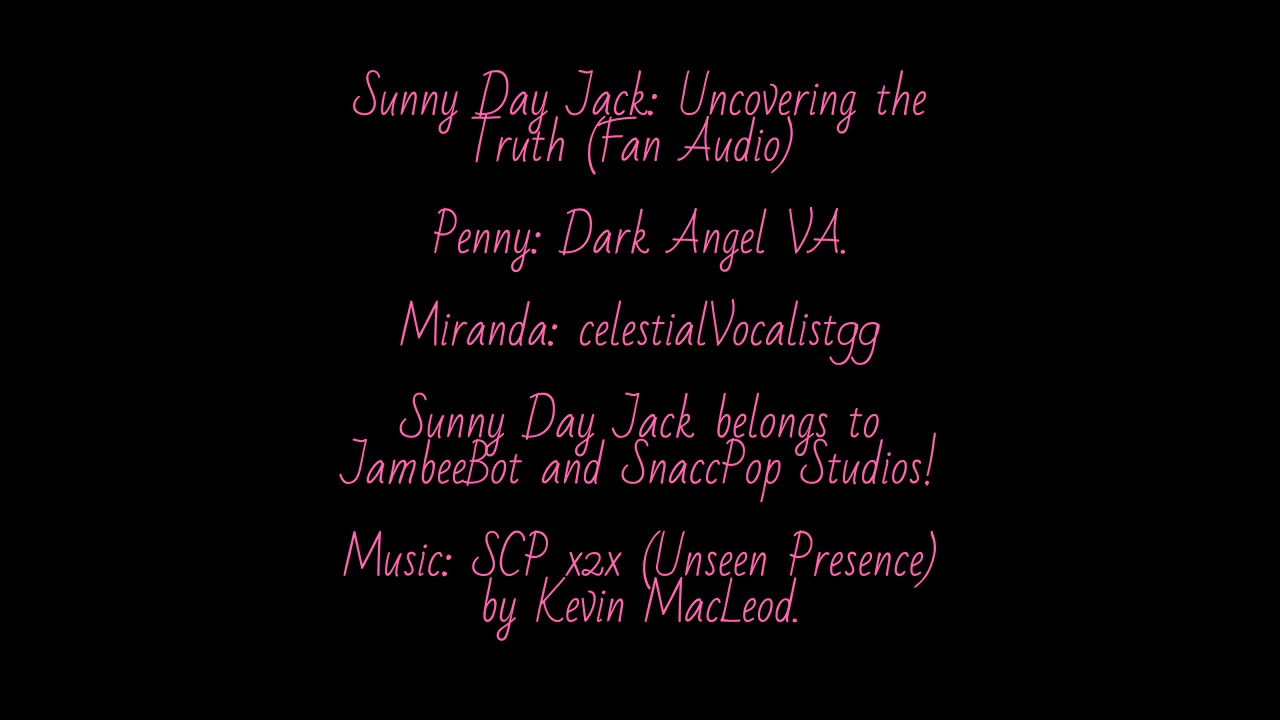 Sunny Day Jack: Uncovering the
Truth (Fan Audio)
Penny: Dark Angel VA.
Miranda: celestialVocalistgg
Sunny Day Jack belongs to
JambeeBot and SnaccPop Studios!
Music: SCP x2x (Unseen Presence)
by Kevin MacLeod.